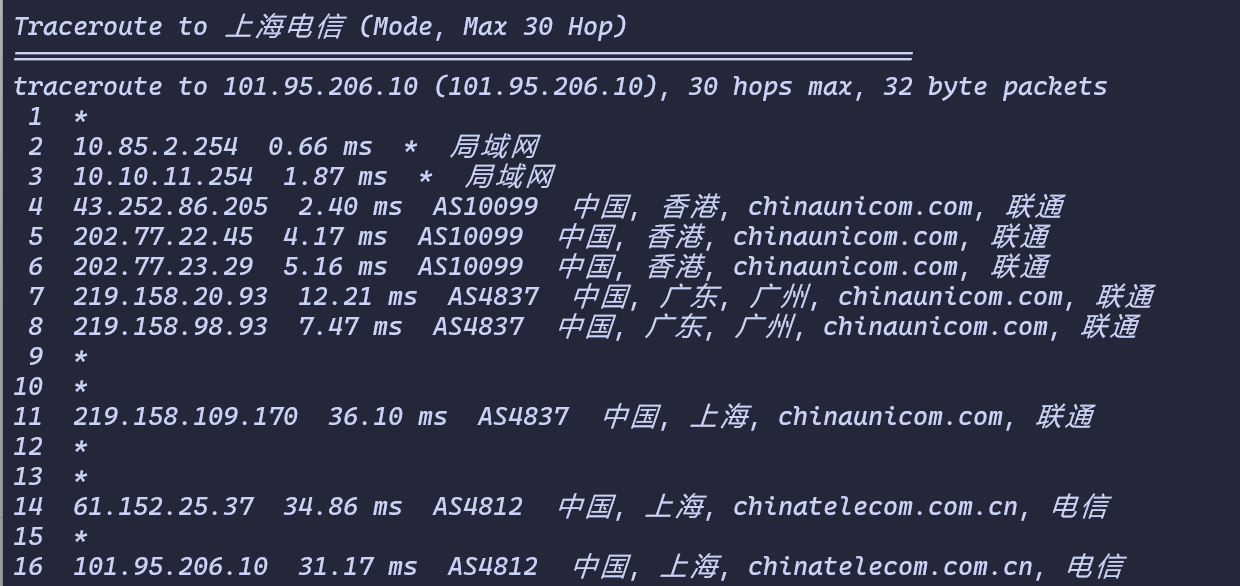 Traceroute to 上海电信 (Mode, Max 30 Hop)
============================================================
traceroute to 101.95.206.10 (101.95.206.10), 30 hops max, 32 byte packets
1 *
2 10.85.2.254 0.66 ms * 局域网
3 10.10.11.254 1.87 ms * 局域网
4 43.252.86.205 2.40 ms AS10099 中国, 香港, chinaunicom.com, 联通
5 202.77.22.45 4.17 ms AS10099 中国, 香港, chinaunicom.com, 联通
6 202.77.23.29 5.16 ms AS10099 中国, 香港, chinaunicom.com, 联通
7 219.158.20.93 12.21 ms AS4837 中国, 广东, 广州, chinaunicom.com, 联通
8 219.158.98.93 7.47 ms AS4837 中国, 广东, 广州, chinaunicom.com, 联通
9 *
10 *
11 219.158.109.170 36.10 ms AS4837 中国, 上海, chinaunicom.com, 联通
12 *
13 *
14 61.152.25.37 34.86 ms AS4812 中国, 上海, chinatelecom.com.cn, 电信
15 *
16 101.95.206.10 31.17 ms AS4812 中国, 上海, chinatelecom.com.cn, 电信